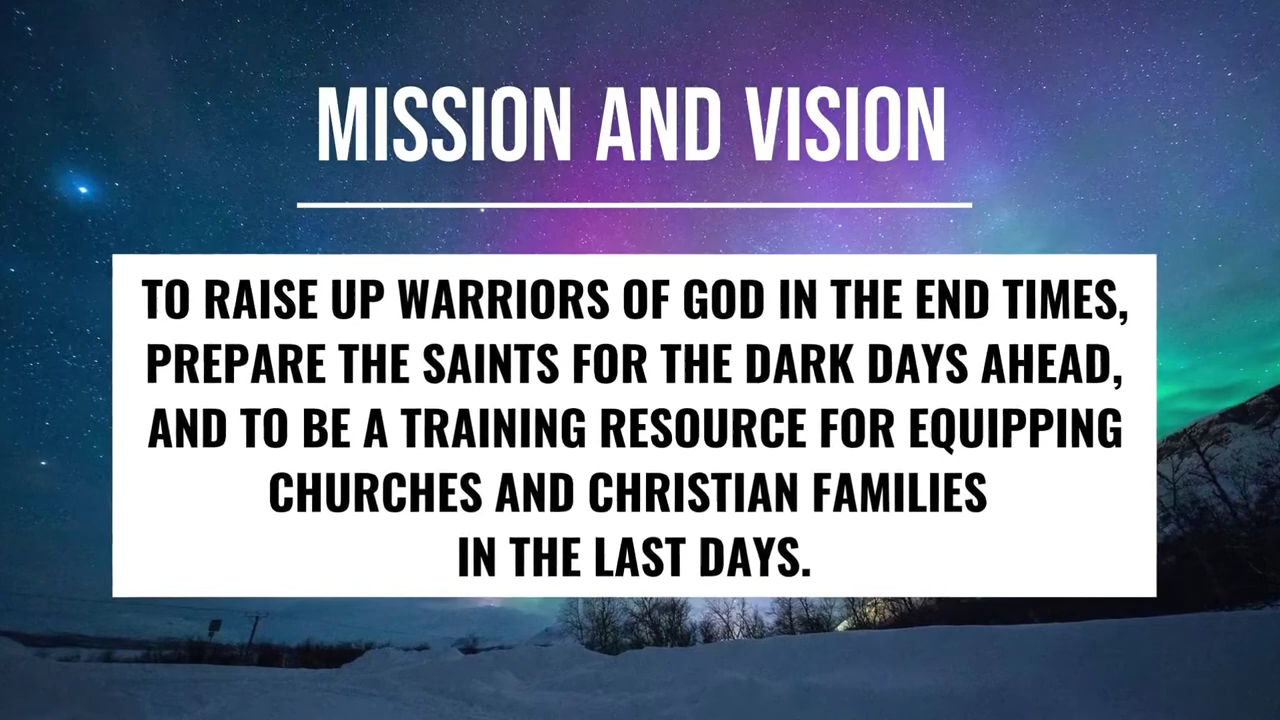 MISSION AND VISION
TO RAISE UP WARRIORS OF GOD IN THE END TIMES,
PREPARE THE SAINTS FOR THE DARK DAYS AHEAD,
AND TO BE A TRAINING RESOURCE FOR EQUIPPING
CHURCHES AND CHRISTIAN FAMILIES
IN THE LAST DAYS.